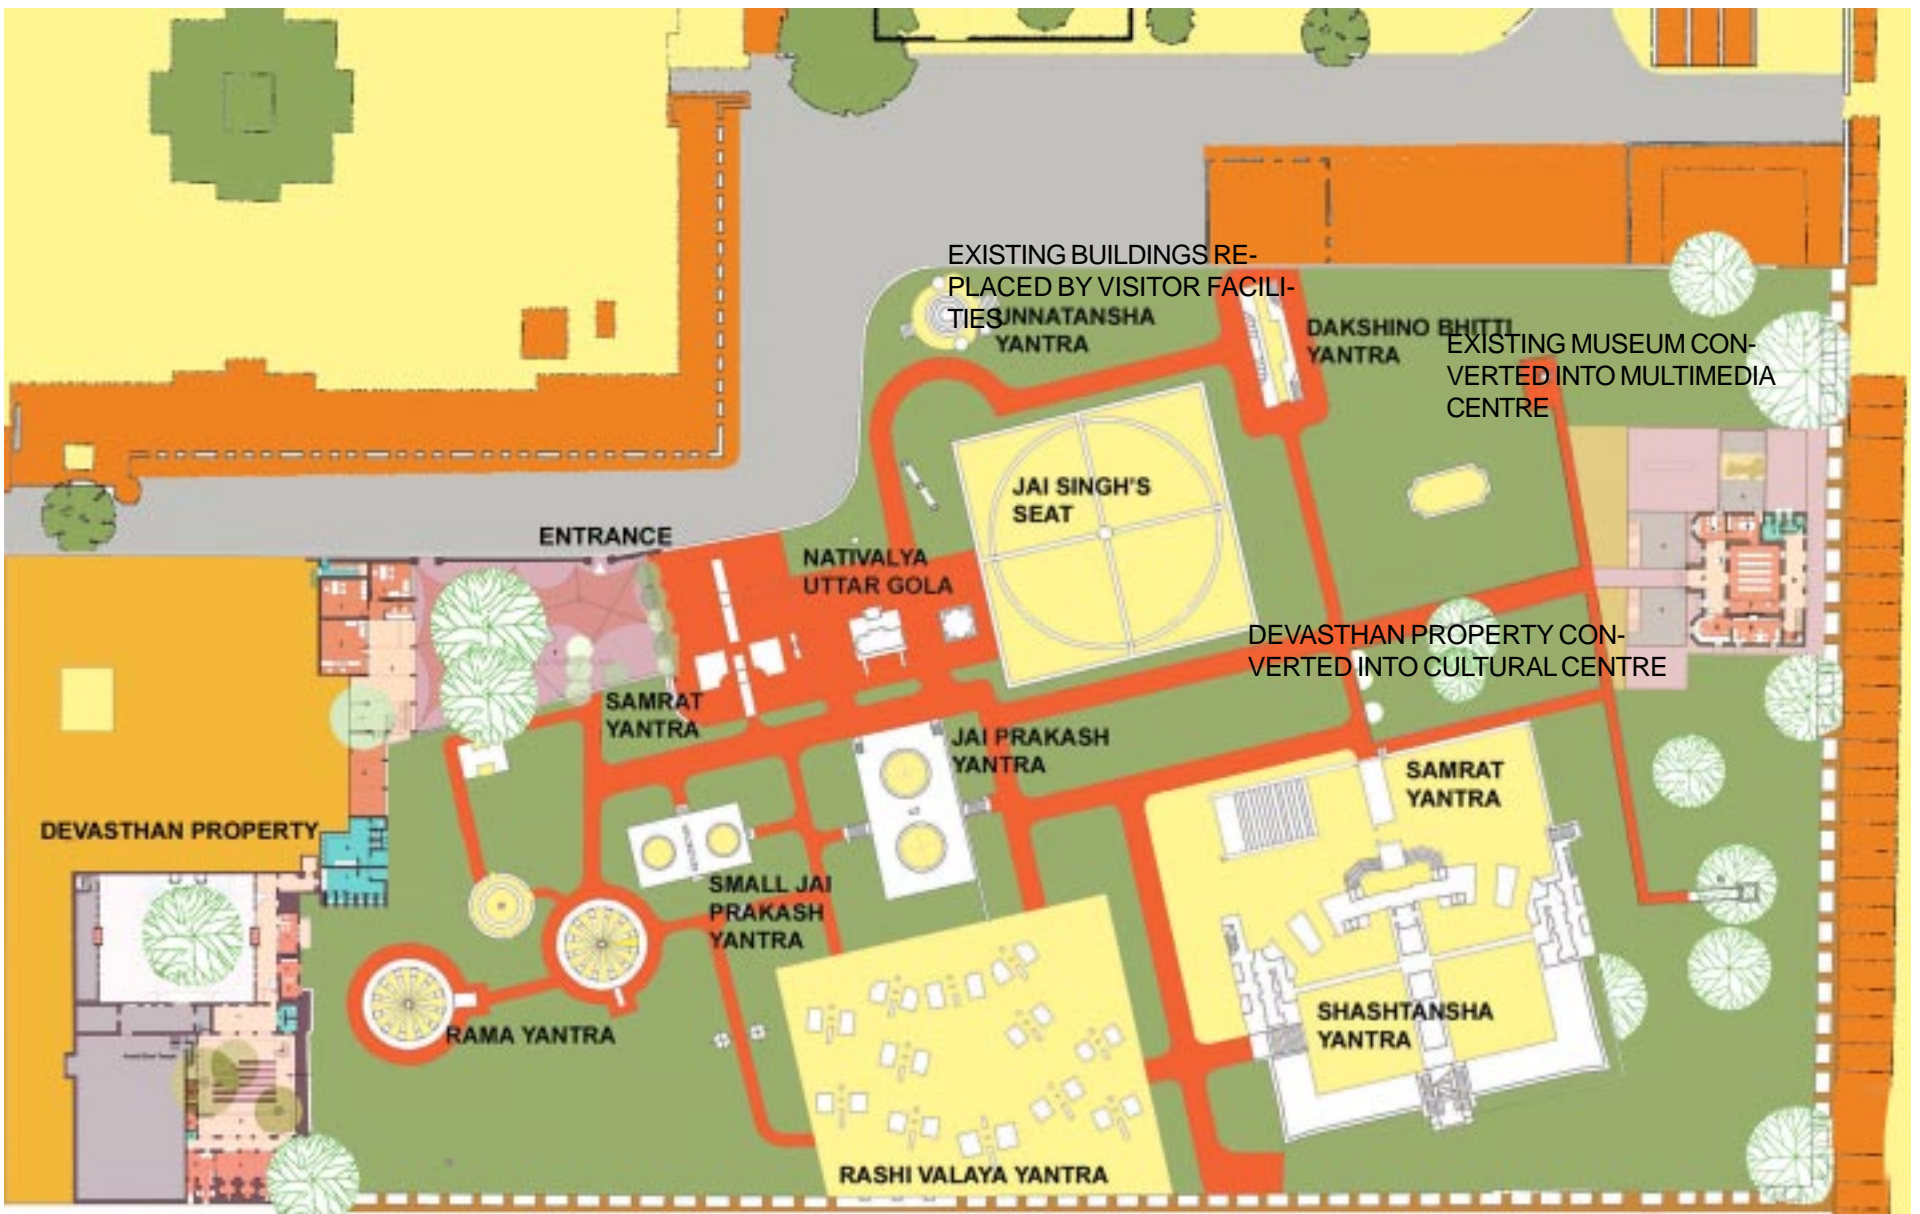 EXISTING BUILDINGS RE-
PLACED BY VISITOR FACILI-
TIES
UNNATANSHA
YANTRA
DAKSHINO BHITTI
YANTRA
EXISTING MUSEUM CON-
VERTED INTO MULTIMEDIA
CENTRE
JAI SINGH'S
SEAT
ENTRANCE
NATIVALYA
UTTAR GOLA
DEVASTHAN PROPERTY CON-
VERTED INTO CULTURAL CENTRE
SAMRAT
YANTRA
JAI PRAKASH
YANTRA
SAMRAT
YANTRA
DEVASTHAN PROPERTY
SMALL JAI
PRAKASH
YANTRA
RAMA YANTRA
SHASHTANSHA
YANTRA
RASHI VALAYA YANTRA